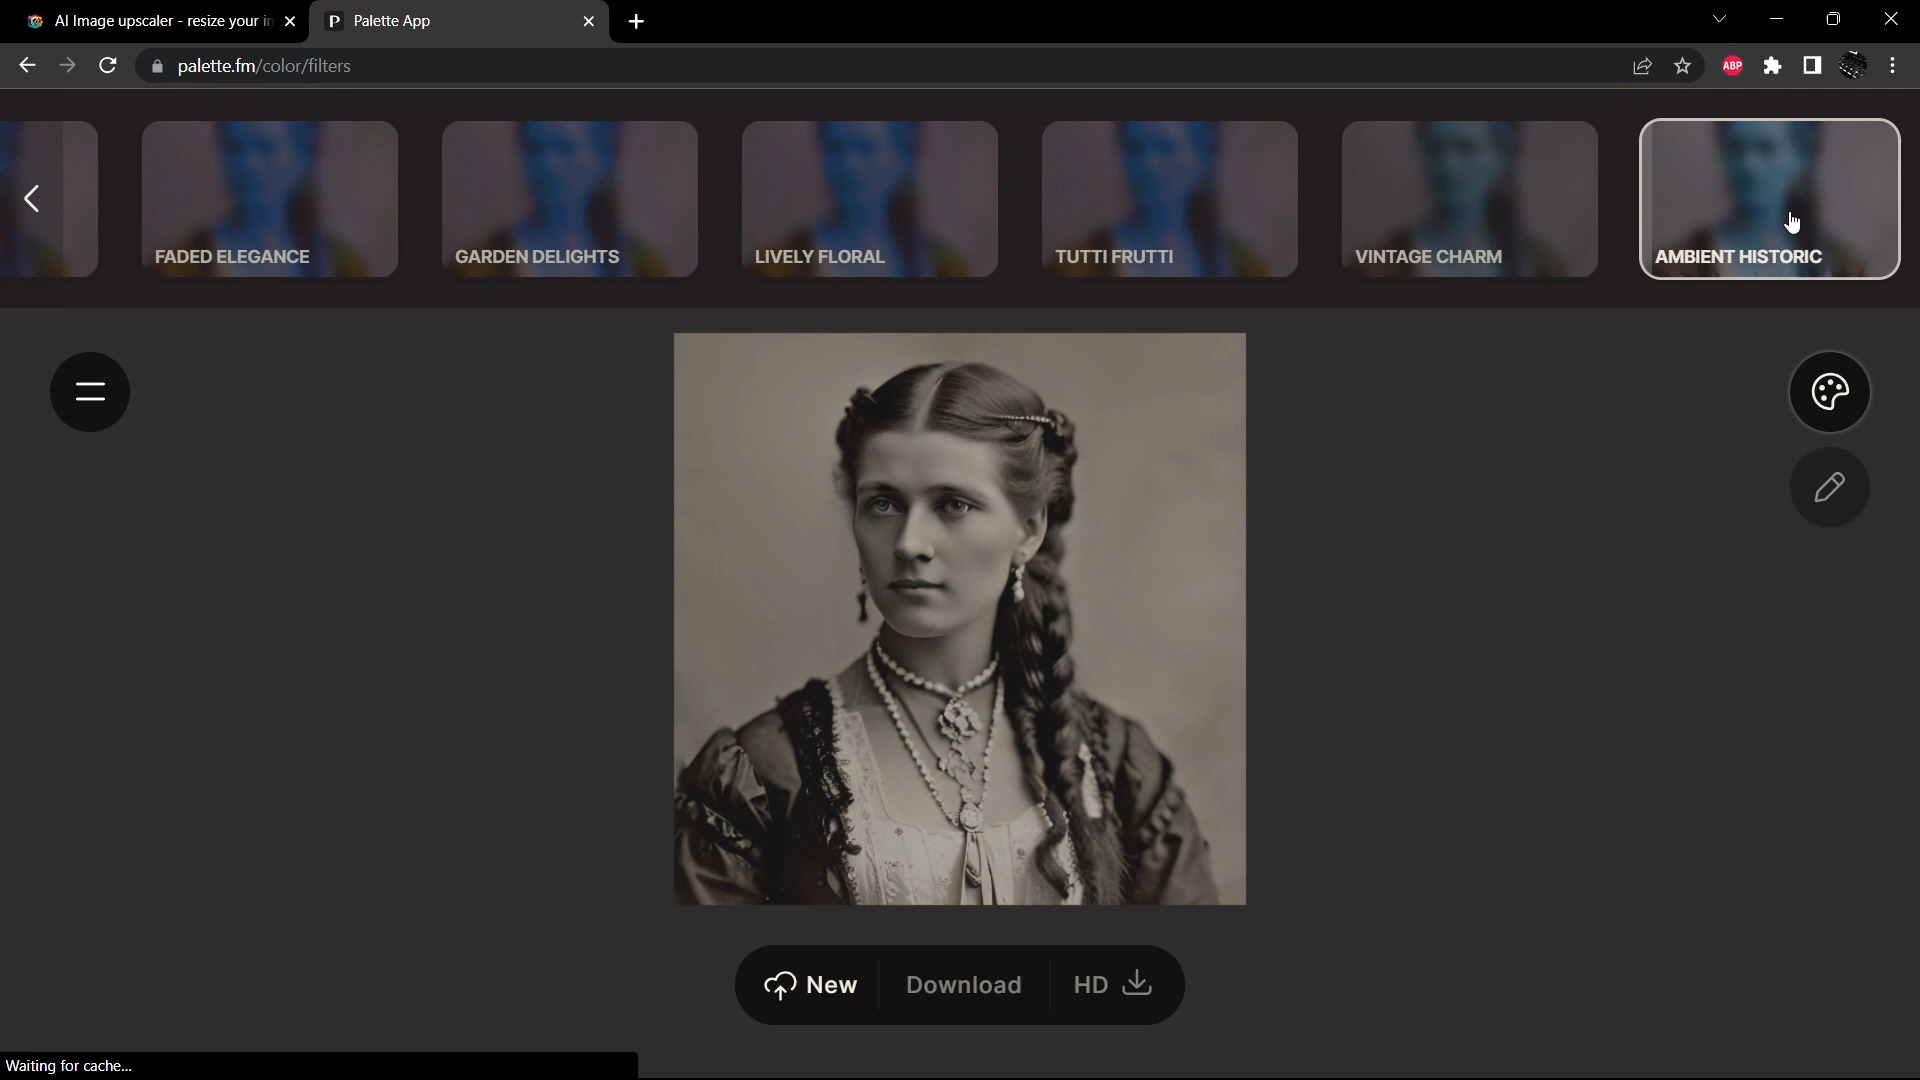 AI Image upscaler - resize your in
P Palette App
palette.fm/color/filters
ABP
FADED ELEGANCE
GARDEN DELIGHTS
LIVELY FLORAL
TUTTI FRUTTI
VINTAGE CHARM
AMBIENT HISTORIC
New
Download
HD
Waiting for cache...